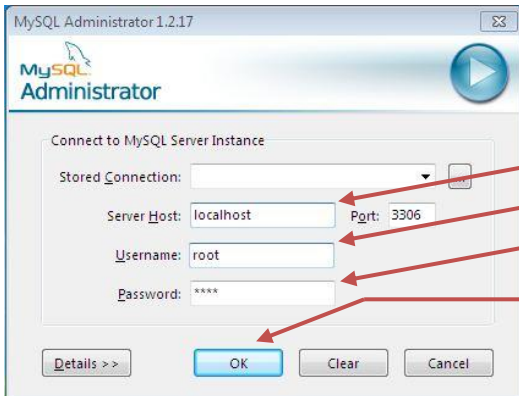 MySQL Administrator 1.2.17
MySQL
Administrator
Connect to MySQL Server Instance
Stored Connection: ...
Server Host: localhost Port: 3306
Username: root
Password: ****
Details >> OK Clear Cancel